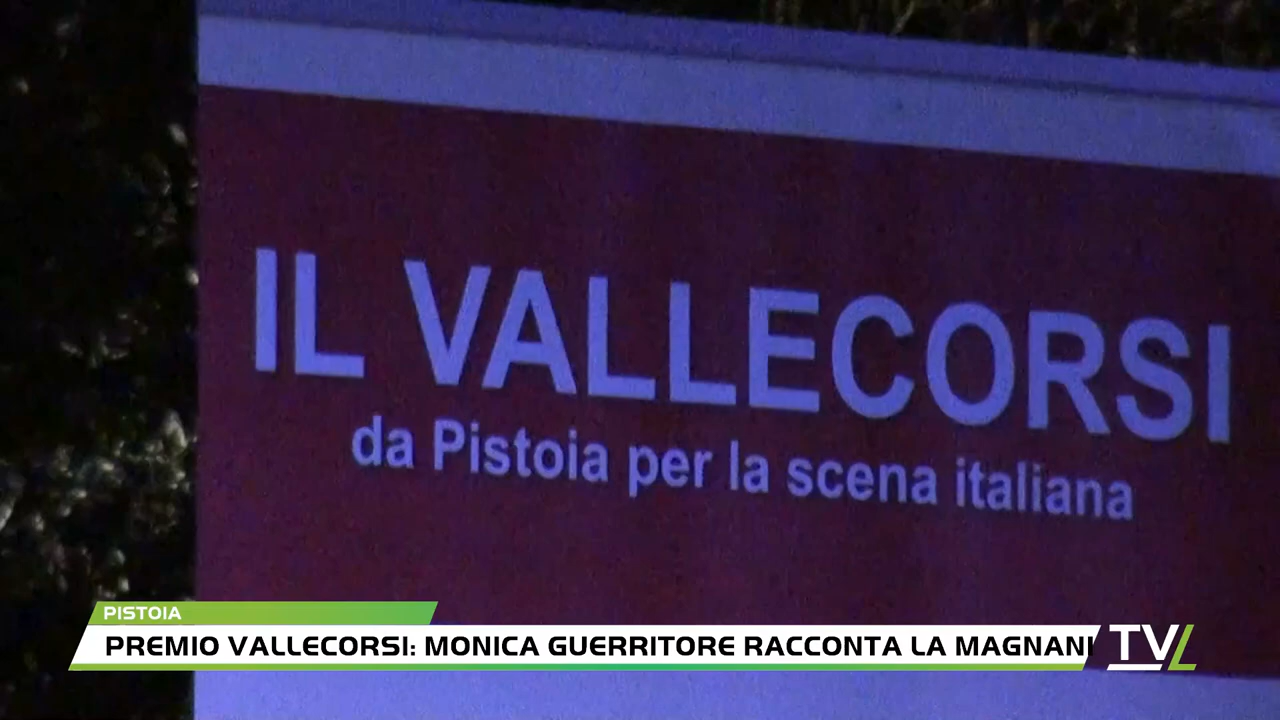 IL VALLECORSI
da Pistoia per la scena italiana
PISTOIA
PREMIO VALLECORSI: MONICA GUERRITORE RACCONTA LA MAGNANI
TVL